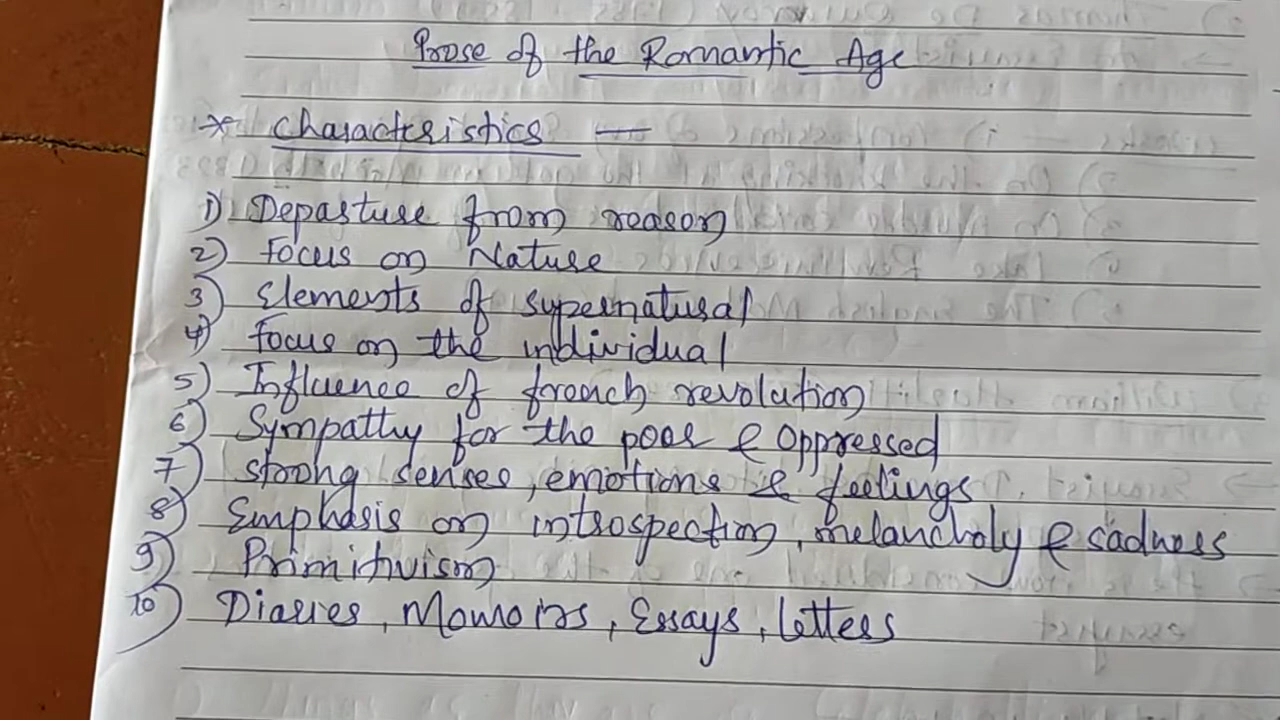 Prose of the Romantic Age
* Characteristics —
1) Departure from reason
2) Focus on Nature
3) Elements of supernatural
4) Focus on the individual
5) Influence of french revolution
6) Sympathy for the poor & Oppressed
7) strong senses, emotions & feelings
8) Emphasis on introspection, melancholy & sadness
9) Primitivism
10) Diaries, Memoirs, Essays, letters